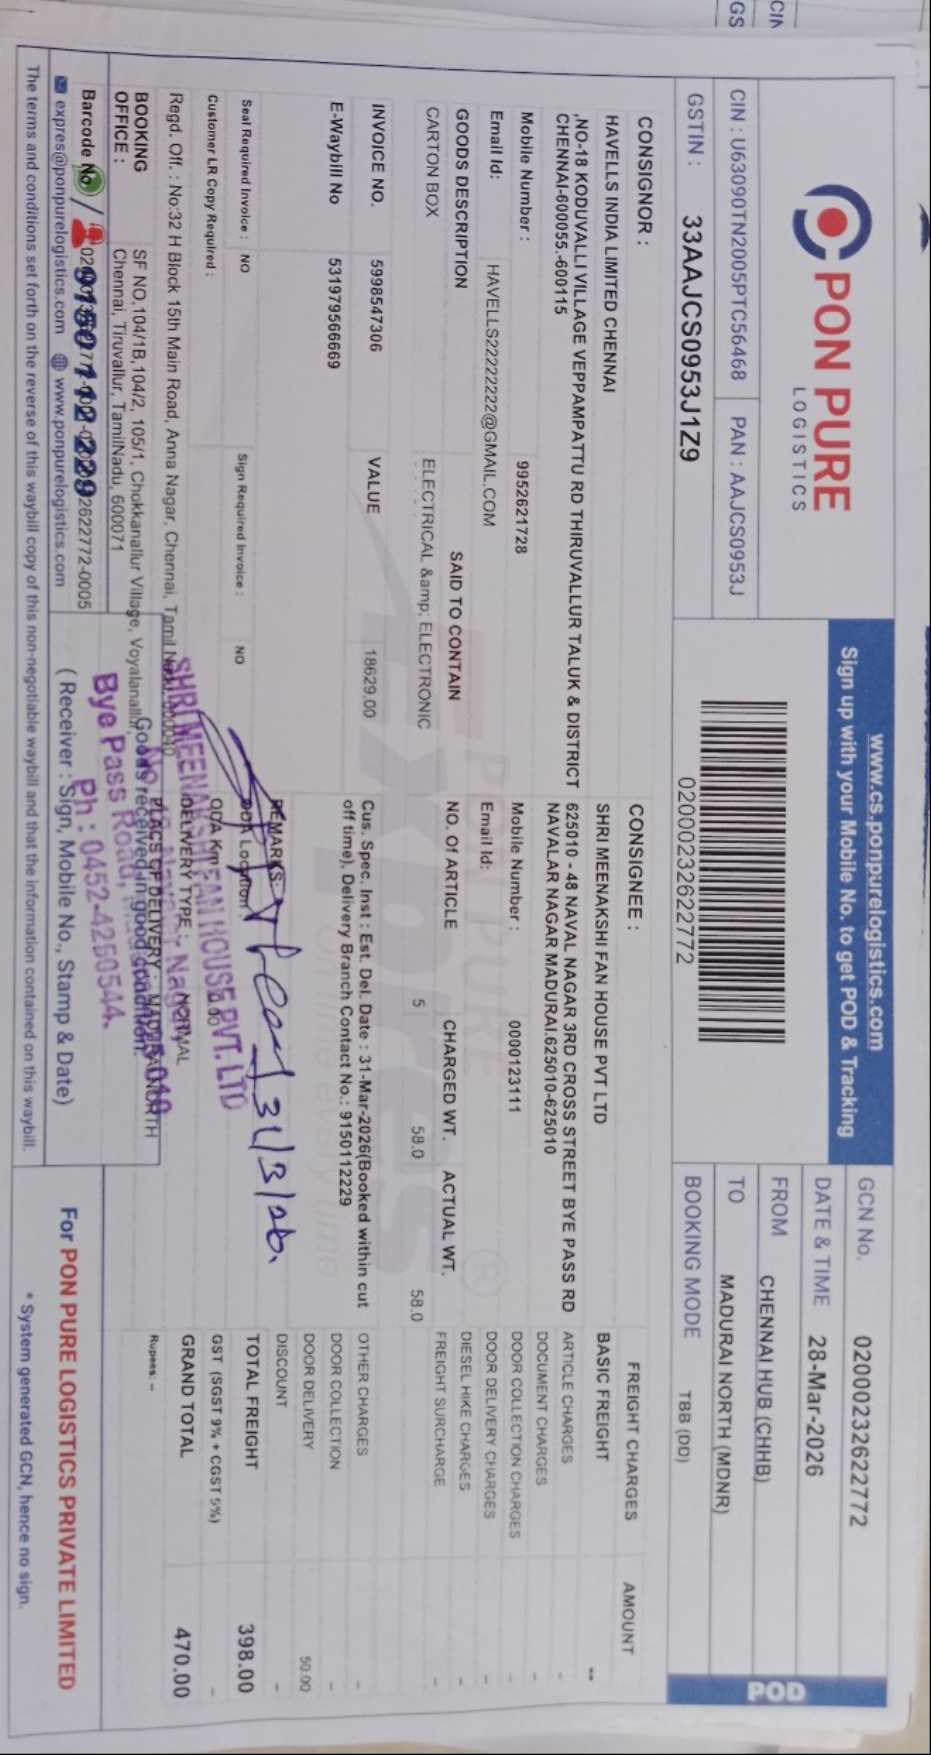 PON PURE
LOGISTICS
CIN : U63090TN2005PTC56468 PAN : AAJCS0953J
GSTIN : 33AAJCS0953J1Z9
www.cs.ponpurelogistics.com
Sign up with your Mobile No. to get POD & Tracking
0200023262772
GCN No. 0200023262772
DATE & TIME 28-Mar-2026
FROM CHENNAI HUB (CHHB)
TO MADURAI NORTH (MDNR)
BOOKING MODE TBB (DD)
POD
CONSIGNOR :
HAVELLS INDIA LIMITED CHENNAI
,NO-18 KODUVALLI VILLAGE VEPPAMPATTU RD THIRUVALLUR TALUK & DISTRICT
CHENNAI-600055.-600115
Mobile Number : 9952621728
Email Id: HAVELLS22222222@GMAIL.COM
CONSIGNEE :
SHRI MEENAKSHI FAN HOUSE PVT LTD
625010 - 48 NAVAL NAGAR 3RD CROSS STREET BYE PASS RD
NAVALAR NAGAR MADURAI.625010-625010
Mobile Number : 0000123111
Email Id:
GOODS DESCRIPTION SAID TO CONTAIN NO. OF ARTICLE CHARGED WT. ACTUAL WT.
CARTON BOX ELECTRICAL &amp; ELECTRONIC 5 58.0 58.0
INVOICE NO. 5998547306 VALUE 18629.00
E-Waybill No 531979566669
Cus. Spec. Inst : Est. Del. Date : 31-Mar-2026(Booked within cut
off time). Delivery Branch Contact No.: 9150112229
Seal Required Invoice : NO Sign Required Invoice : NO
Customer LR Copy Required :
REMARKS:
ODA Location :
ODA Km : 0.00
DELIVERY TYPE : NORMAL
PLACE OF DELIVERY : MADURAI NORTH
31/3/26
SHRI MEENAKSHI FAN HOUSE PVT. LTD
Nagar,
Bye Pass Road,
Ph : 0452-4250544.
FREIGHT CHARGES AMOUNT
BASIC FREIGHT --
ARTICLE CHARGES -
DOCUMENT CHARGES -
DOOR COLLECTION CHARGES -
DOOR DELIVERY CHARGES -
DIESEL HIKE CHARGES -
FREIGHT SURCHARGE -
OTHER CHARGES -
DOOR COLLECTION -
DOOR DELIVERY 50.00
DISCOUNT -
TOTAL FREIGHT 398.00
GST (SGST 9% + CGST 9%) -
GRAND TOTAL 470.00
Rupees: --
Regd. Off. : No:32 H Block 15th Main Road, Anna Nagar, Chennai, Tamil Nadu, 600040
BOOKING OFFICE : SF NO,104/1B,104/2, 105/1, Chokkanallur Village, Voyalanallur,
Chennai, Tiruvallur, TamilNadu, 600071
Barcode No
9150112229
Goods received in good condition.
( Receiver : Sign, Mobile No., Stamp & Date)
expres@ponpurelogistics.com www.ponpurelogistics.com
The terms and conditions set forth on the reverse of this waybill copy of this non-negotiable waybill and that the information contained on this waybill.
For PON PURE LOGISTICS PRIVATE LIMITED
* System generated GCN, hence no sign.